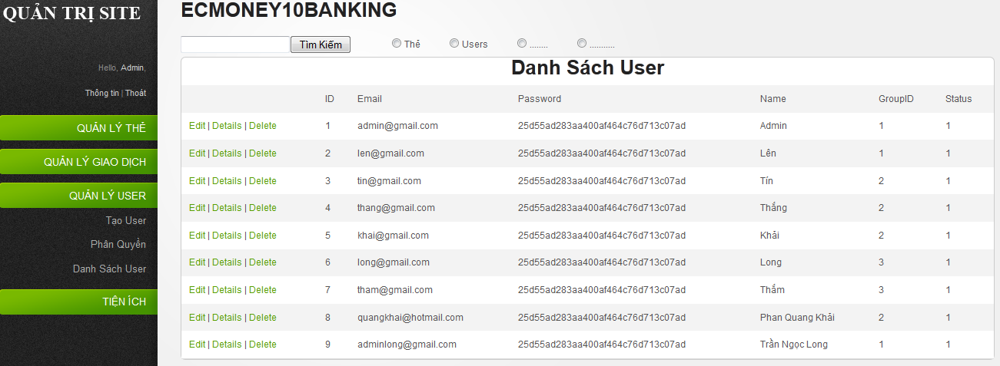 QUẢN TRỊ SITE
ECMONEY10BANKING
Tìm Kiếm Thẻ Users ........ ...........
Hello, Admin,
Thông tin | Thoát
QUẢN LÝ THẺ
QUẢN LÝ GIAO DỊCH
QUẢN LÝ USER
Tạo User
Phân Quyền
Danh Sách User
TIỆN ÍCH
Danh Sách User
ID Email Password Name GroupID Status
Edit | Details | Delete 1 admin@gmail.com 25d55ad283aa400af464c76d713c07ad Admin 1 1
Edit | Details | Delete 2 len@gmail.com 25d55ad283aa400af464c76d713c07ad Lên 1 1
Edit | Details | Delete 3 tin@gmail.com 25d55ad283aa400af464c76d713c07ad Tín 2 1
Edit | Details | Delete 4 thang@gmail.com 25d55ad283aa400af464c76d713c07ad Thắng 2 1
Edit | Details | Delete 5 khai@gmail.com 25d55ad283aa400af464c76d713c07ad Khải 2 1
Edit | Details | Delete 6 long@gmail.com 25d55ad283aa400af464c76d713c07ad Long 3 1
Edit | Details | Delete 7 tham@gmail.com 25d55ad283aa400af464c76d713c07ad Thắm 3 1
Edit | Details | Delete 8 quangkhai@hotmail.com 25d55ad283aa400af464c76d713c07ad Phan Quang Khải 2 1
Edit | Details | Delete 9 adminlong@gmail.com 25d55ad283aa400af464c76d713c07ad Trần Ngọc Long 1 1